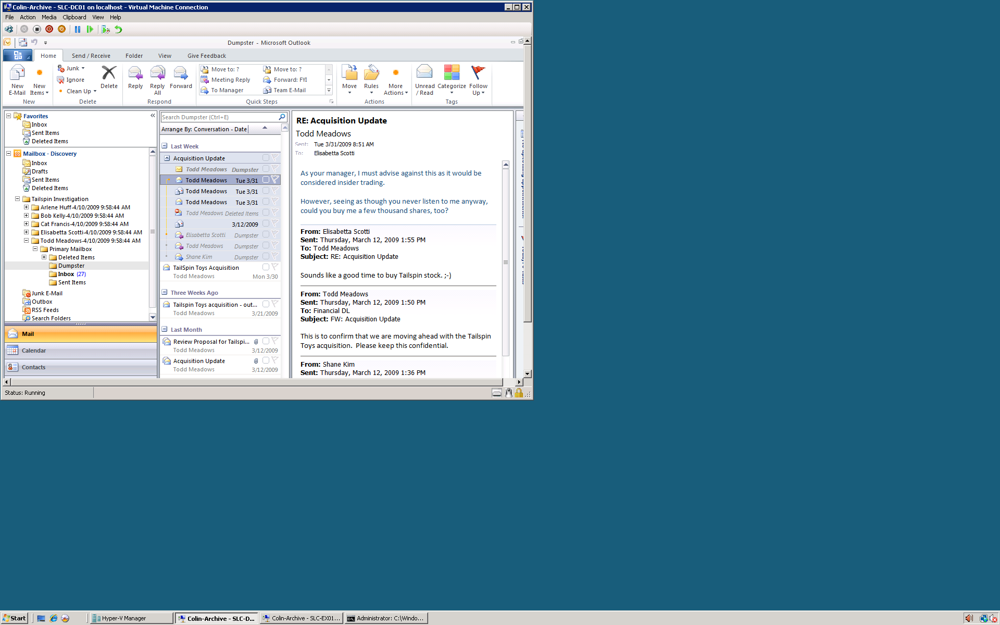 Colin-Archive - SLC-DC01 on localhost - Virtual Machine Connection
File Action Media Clipboard View Help
Dumpster - Microsoft Outlook
Home Send / Receive Folder View Give Feedback
New E-Mail
New Items
New
Junk
Ignore
Clean Up
Delete
Delete
Reply
Reply All
Forward
Respond
Move to: ?
Meeting Reply
To Manager
Move to: ?
Forward: FYI
Team E-Mail
Quick Steps
Move
Rules
More Actions
Actions
Unread / Read
Categorize
Follow Up
Tags
Favorites
Inbox
Sent Items
Deleted Items
Mailbox - Discovery
Inbox
Drafts
Sent Items
Deleted Items
Tailspin Investigation
Arlene Huff-4/10/2009 9:58:44 AM
Bob Kelly-4/10/2009 9:58:44 AM
Cat Francis-4/10/2009 9:58:44 AM
Elisabetta Scotti-4/10/2009 9:58:44 AM
Todd Meadows-4/10/2009 9:58:44 AM
Primary Mailbox
Deleted Items
Dumpster
Inbox (27)
Sent Items
Junk E-Mail
Outbox
RSS Feeds
Search Folders
Mail
Calendar
Contacts
Search Dumpster (Ctrl+E)
Arrange By: Conversation - Date
Last Week
Acquisition Update
Todd Meadows Dumpster
Todd Meadows Tue 3/31
Todd Meadows Tue 3/31
Todd Meadows Tue 3/31
Todd Meadows Deleted Items
3/12/2009
Elisabetta Scotti Dumpster
Todd Meadows Dumpster
Shane Kim Dumpster
TailSpin Toys Acquisition
Todd Meadows Mon 3/30
Three Weeks Ago
Tailspin Toys acquisition - out...
Todd Meadows 3/21/2009
Last Month
Review Proposal for Tailspi...
Todd Meadows 3/12/2009
Acquisition Update
Todd Meadows 3/12/2009
RE: Acquisition Update
Todd Meadows
Sent: Tue 3/31/2009 8:51 AM
To: Elisabetta Scotti
As your manager, I must advise against this as it would be
considered insider trading.
However, seeing as though you never listen to me anyway,
could you buy me a few thousand shares, too?
From: Elisabetta Scotti
Sent: Thursday, March 12, 2009 1:55 PM
To: Todd Meadows
Subject: RE: Acquisition Update
Sounds like a good time to buy Tailspin stock. ;-)
From: Todd Meadows
Sent: Thursday, March 12, 2009 1:50 PM
To: Financial DL
Subject: FW: Acquisition Update
This is to confirm that we are moving ahead with the Tailspin
Toys acquisition.  Please keep this confidential.
From: Shane Kim
Sent: Thursday, March 12, 2009 1:36 PM
Status: Running
Start
Hyper-V Manager
Colin-Archive - SLC-D...
Colin-Archive - SLC-EX01...
Administrator: C:\Windo...